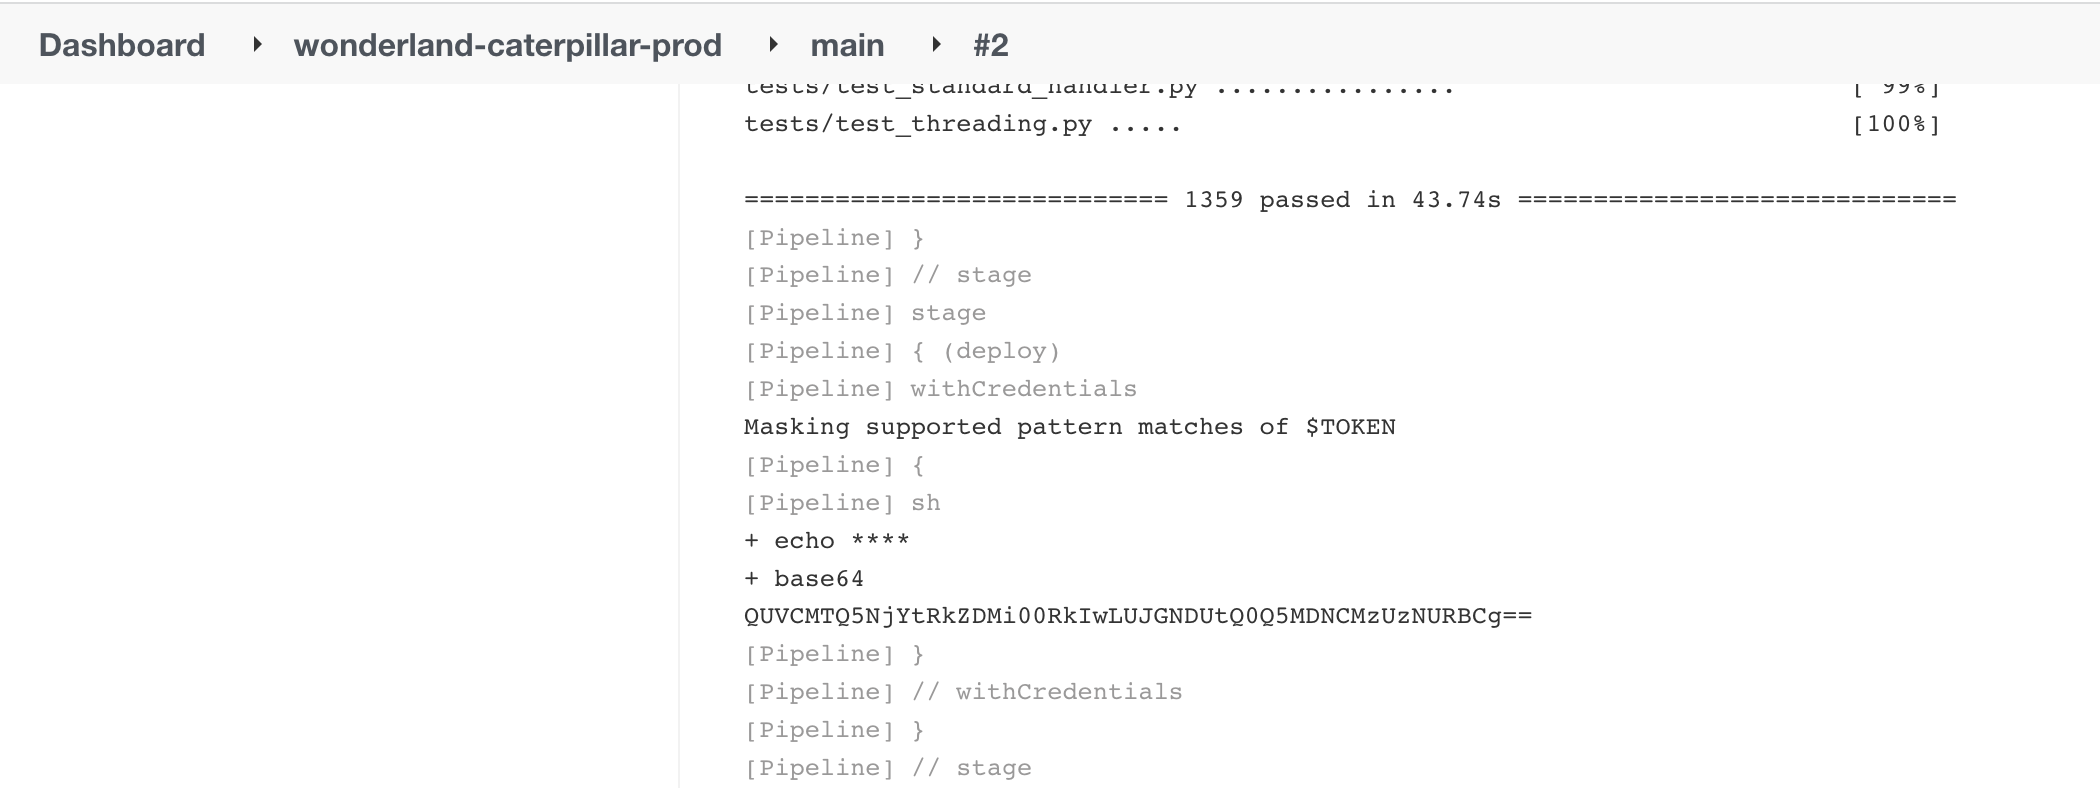 Dashboard ▸ wonderland-caterpillar-prod ▸ main ▸ #2
tests/test_standard_handler.py ................ [ 99%]
tests/test_threading.py ..... [100%]
============================ 1359 passed in 43.74s =============================
[Pipeline] }
[Pipeline] // stage
[Pipeline] stage
[Pipeline] { (deploy)
[Pipeline] withCredentials
Masking supported pattern matches of $TOKEN
[Pipeline] {
[Pipeline] sh
+ echo ****
+ base64
QUVCMTQ5NjYtRkZDMi00RkIwLUJGNDUtQ0Q5MDNCMzUzNURBCg==
[Pipeline] }
[Pipeline] // withCredentials
[Pipeline] }
[Pipeline] // stage